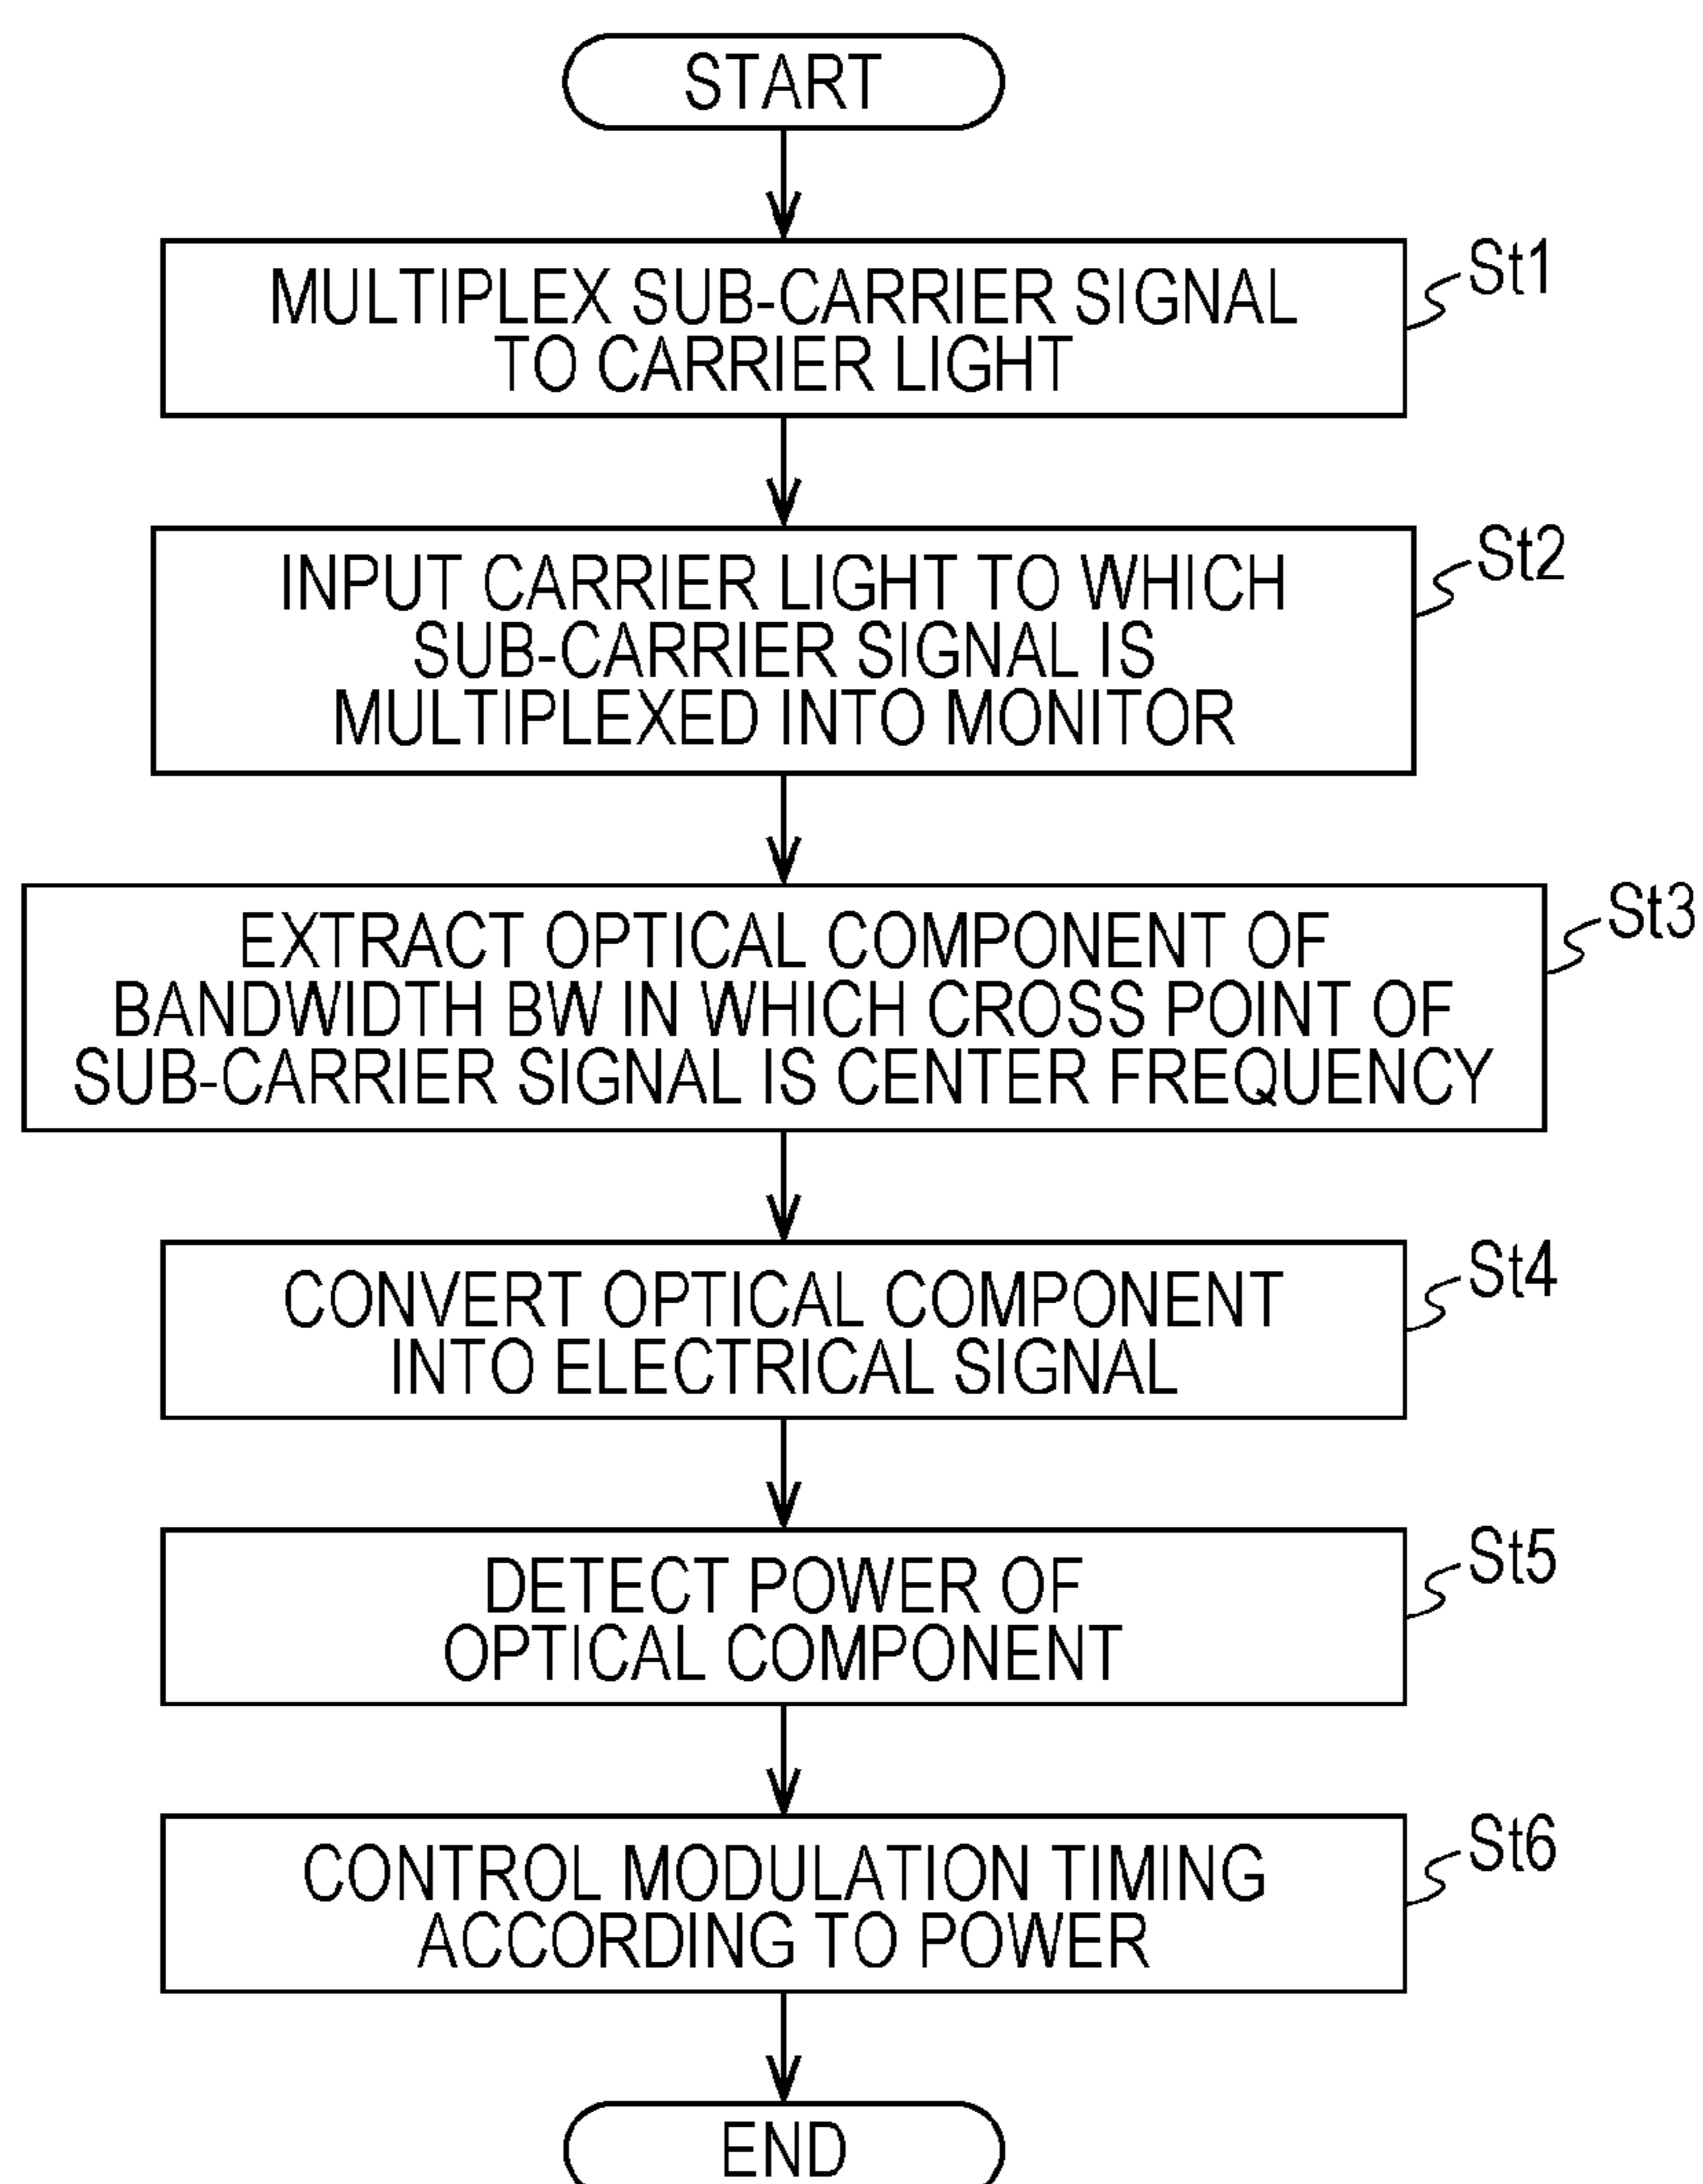 START
St1
MULTIPLEX SUB-CARRIER SIGNAL
TO CARRIER LIGHT
St2
INPUT CARRIER LIGHT TO WHICH
SUB-CARRIER SIGNAL IS
MULTIPLEXED INTO MONITOR
St3
EXTRACT OPTICAL COMPONENT OF
BANDWIDTH BW IN WHICH CROSS POINT OF
SUB-CARRIER SIGNAL IS CENTER FREQUENCY
St4
CONVERT OPTICAL COMPONENT
INTO ELECTRICAL SIGNAL
St5
DETECT POWER OF
OPTICAL COMPONENT
St6
CONTROL MODULATION TIMING
ACCORDING TO POWER
END